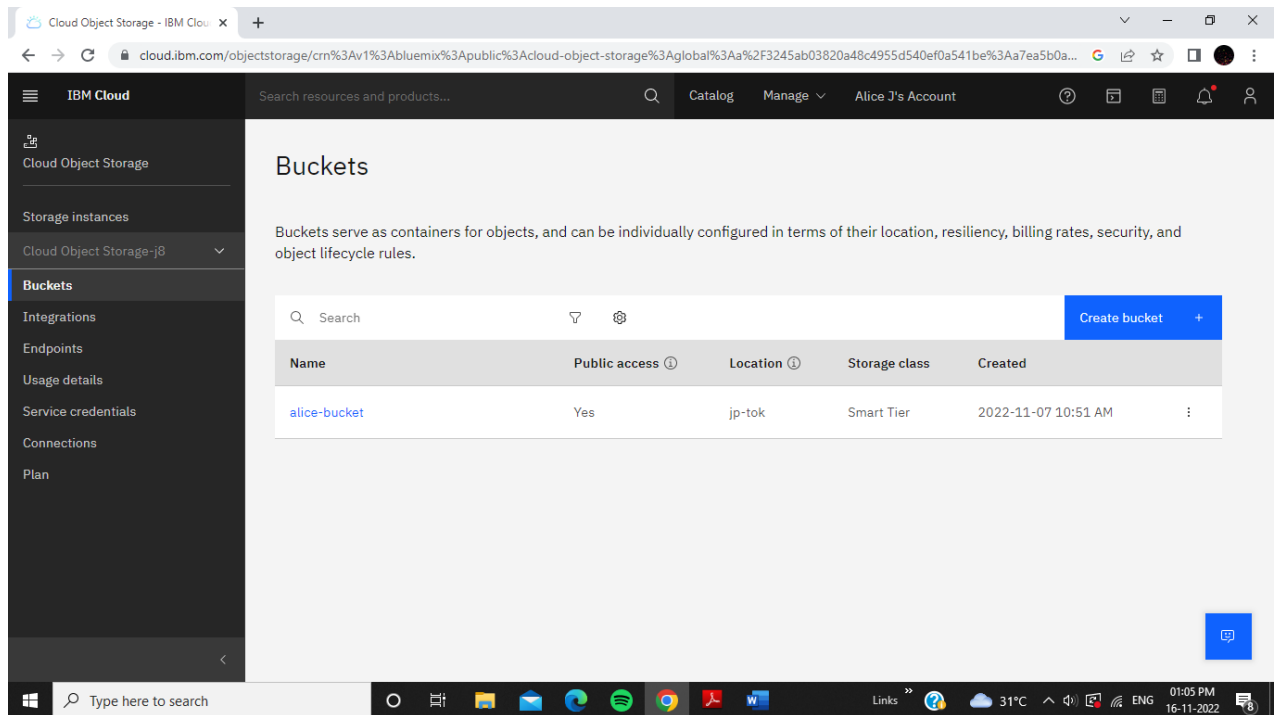 Cloud Object Storage - IBM Clou
cloud.ibm.com/objectstorage/crn%3Av1%3Abluemix%3Apublic%3Acloud-object-storage%3Aglobal%3Aa%2F3245ab03820a48c4955d540ef0a541be%3Aa7ea5b0a...
IBM Cloud
Search resources and products...
Catalog
Manage
Alice J's Account
Cloud Object Storage
Storage instances
Cloud Object Storage-j8
Buckets
Integrations
Endpoints
Usage details
Service credentials
Connections
Plan
Buckets
Buckets serve as containers for objects, and can be individually configured in terms of their location, resiliency, billing rates, security, and
object lifecycle rules.
Search
Create bucket +
Name Public access Location Storage class Created
alice-bucket Yes jp-tok Smart Tier 2022-11-07 10:51 AM
Type here to search
W
Links
31°C
ENG
01:05 PM
16-11-2022
8